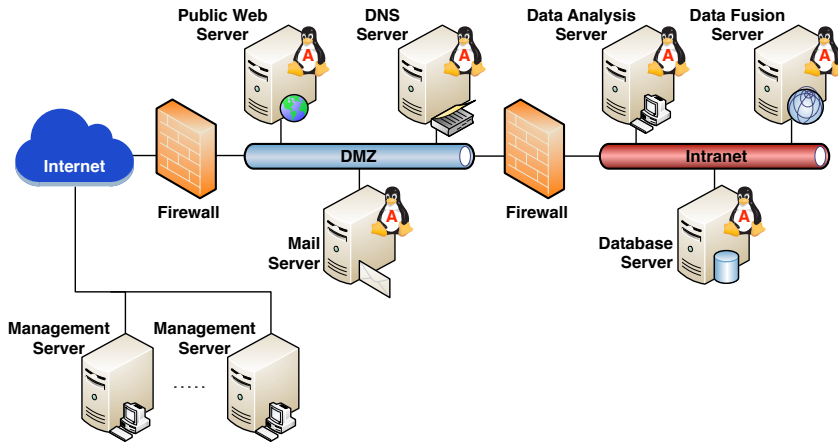 Public Web
Server
DNS
Server
Data Analysis
Server
Data Fusion
Server
A
A
A
A
Internet
DMZ
Intranet
Firewall
Firewall
Mail
Server
A
Database
Server
A
Management
Server
Management
Server
.....